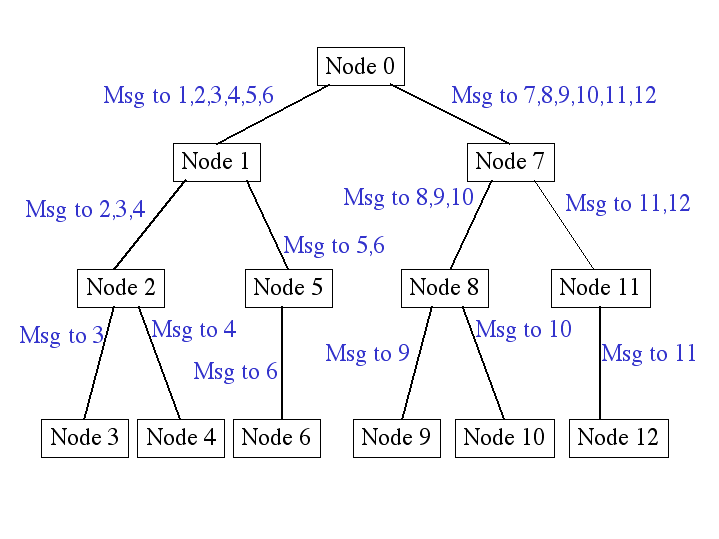 Node 0
Msg to 1,2,3,4,5,6
Msg to 7,8,9,10,11,12
Node 1
Node 7
Msg to 2,3,4
Msg to 5,6
Msg to 8,9,10
Msg to 11,12
Node 2
Node 5
Node 8
Node 11
Msg to 3
Msg to 4
Msg to 6
Msg to 9
Msg to 10
Msg to 11
Node 3
Node 4
Node 6
Node 9
Node 10
Node 12